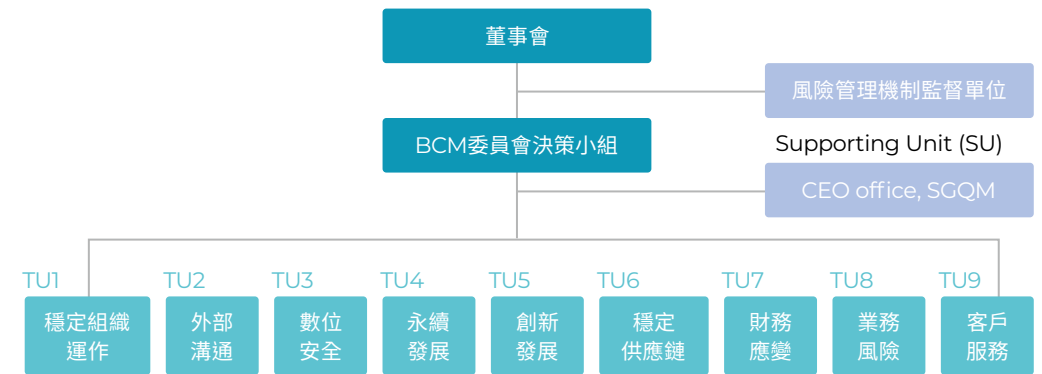 董事會
風險管理機制監督單位
BCM委員會決策小組
Supporting Unit (SU)
CEO office, SGQM
TU1
穩定組織
運作
TU2
外部
溝通
TU3
數位
安全
TU4
永續
發展
TU5
創新
發展
TU6
穩定
供應鏈
TU7
財務
應變
TU8
業務
風險
TU9
客戶
服務